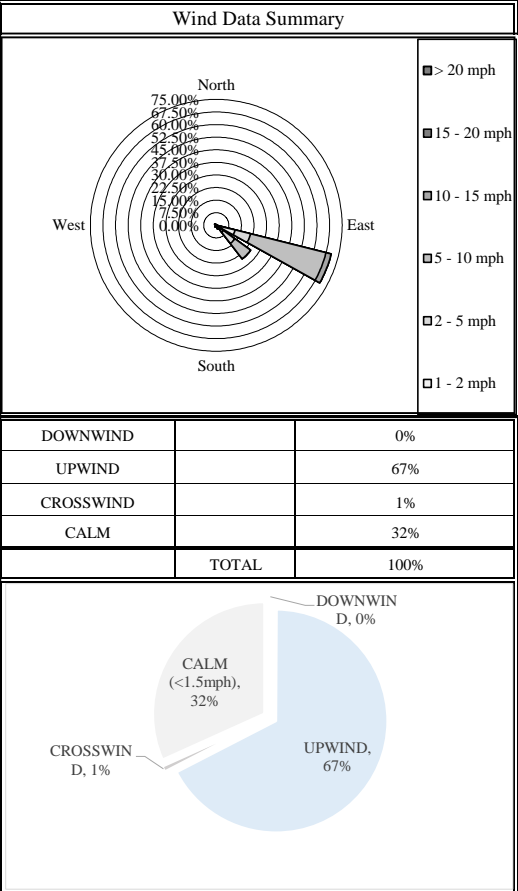 Wind Data Summary
North
75.00%
67.50%
60.00%
52.50%
45.00%
37.50%
30.00%
22.50%
15.00%
7.50%
0.00%
West
East
South
> 20 mph
15 - 20 mph
10 - 15 mph
5 - 10 mph
2 - 5 mph
1 - 2 mph
DOWNWIND 0%
UPWIND 67%
CROSSWIND 1%
CALM 32%
TOTAL 100%
DOWNWIN
D, 0%
CALM
(<1.5mph),
32%
CROSSWIN
D, 1%
UPWIND,
67%